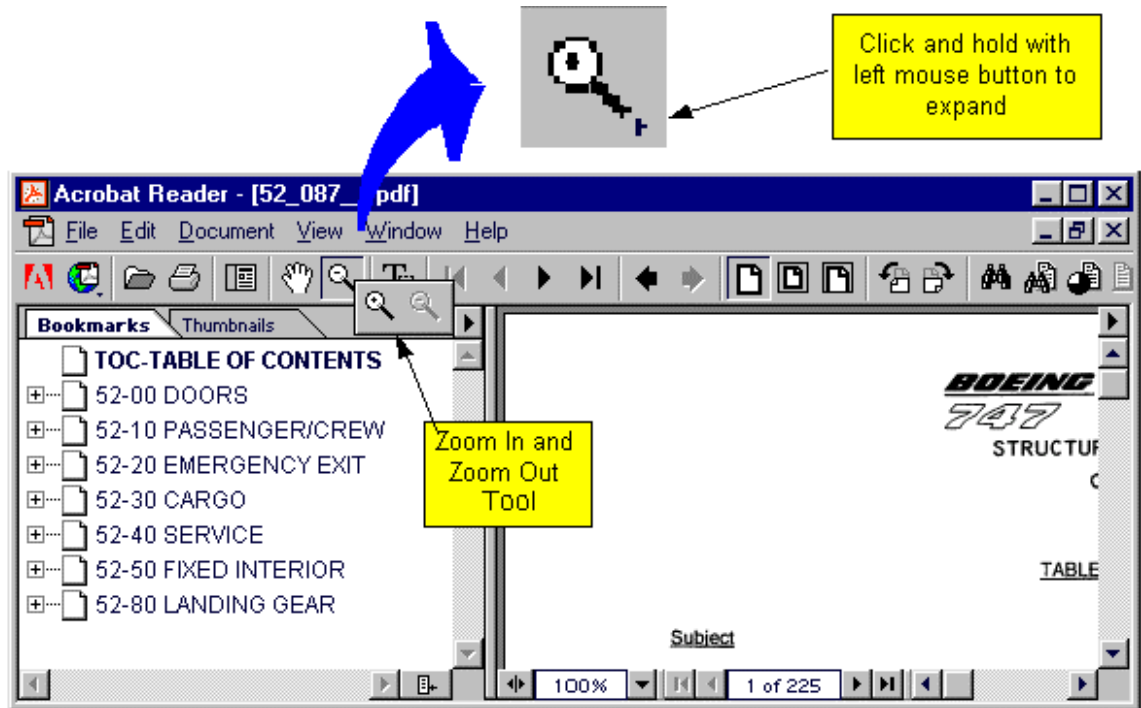 Click and hold with
left mouse button to
expand
Acrobat Reader - [52_087__ pdf]
File Edit Document View Window Help
Bookmarks Thumbnails
TOC-TABLE OF CONTENTS
52-00 DOORS
52-10 PASSENGER/CREW
52-20 EMERGENCY EXIT
52-30 CARGO
52-40 SERVICE
52-50 FIXED INTERIOR
52-80 LANDING GEAR
Zoom In and
Zoom Out
Tool
BOEING
747
STRUCTUR
TABLE
Subject
100%
1 of 225